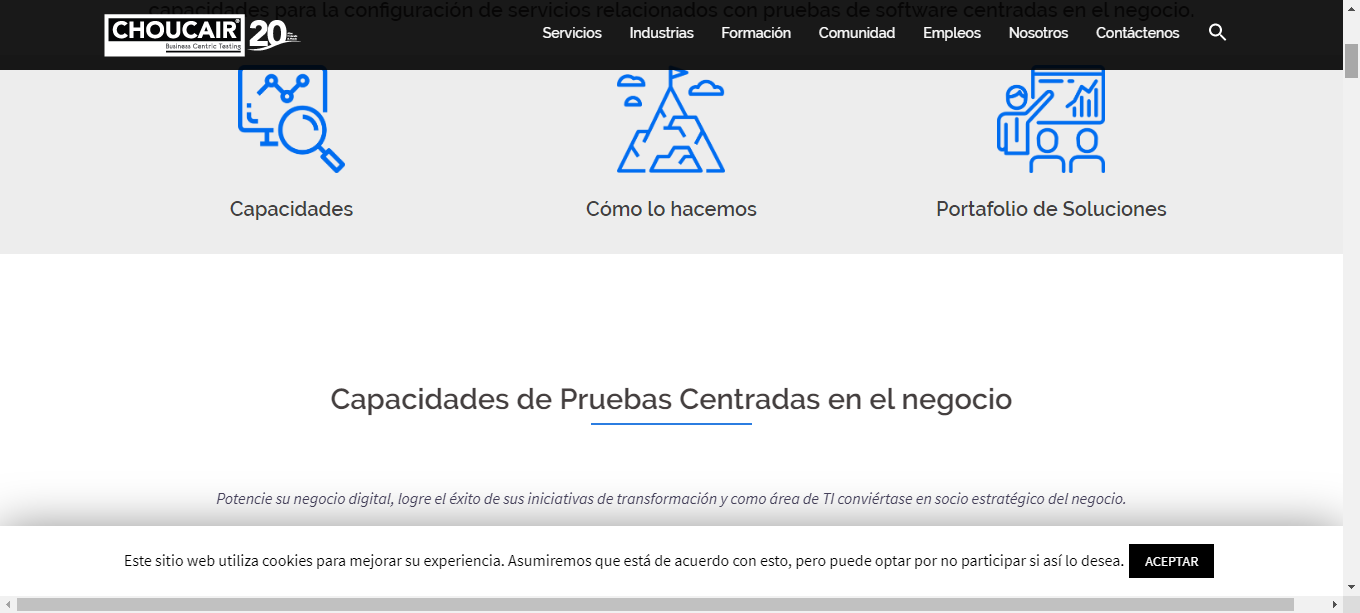 capacidades para la configuración de servicios relacionados con pruebas de software centradas en el negocio.
CHOUCAIR
Business Centric Testing
20
Servicios Industrias Formación Comunidad Empleos Nosotros Contáctenos
Capacidades Cómo lo hacemos Portafolio de Soluciones
Capacidades de Pruebas Centradas en el negocio
Potencie su negocio digital, logre el éxito de sus iniciativas de transformación y como área de TI conviértase en socio estratégico del negocio.
Este sitio web utiliza cookies para mejorar su experiencia. Asumiremos que está de acuerdo con esto, pero puede optar por no participar si así lo desea. ACEPTAR